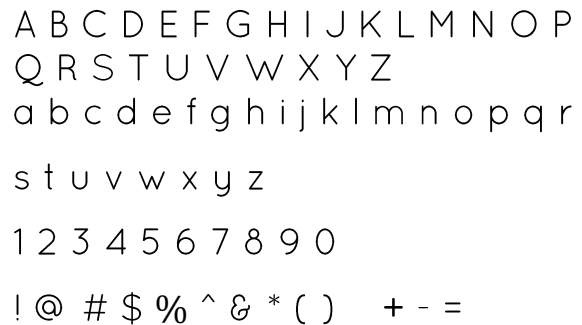 A B C D E F G H I J K L M N O P
Q R S T U V W X Y Z
a b c d e f g h i j k l m n o p q r
s t u v w x y z
1 2 3 4 5 6 7 8 9 0
! @ # $ % ^ & * ( ) + - =